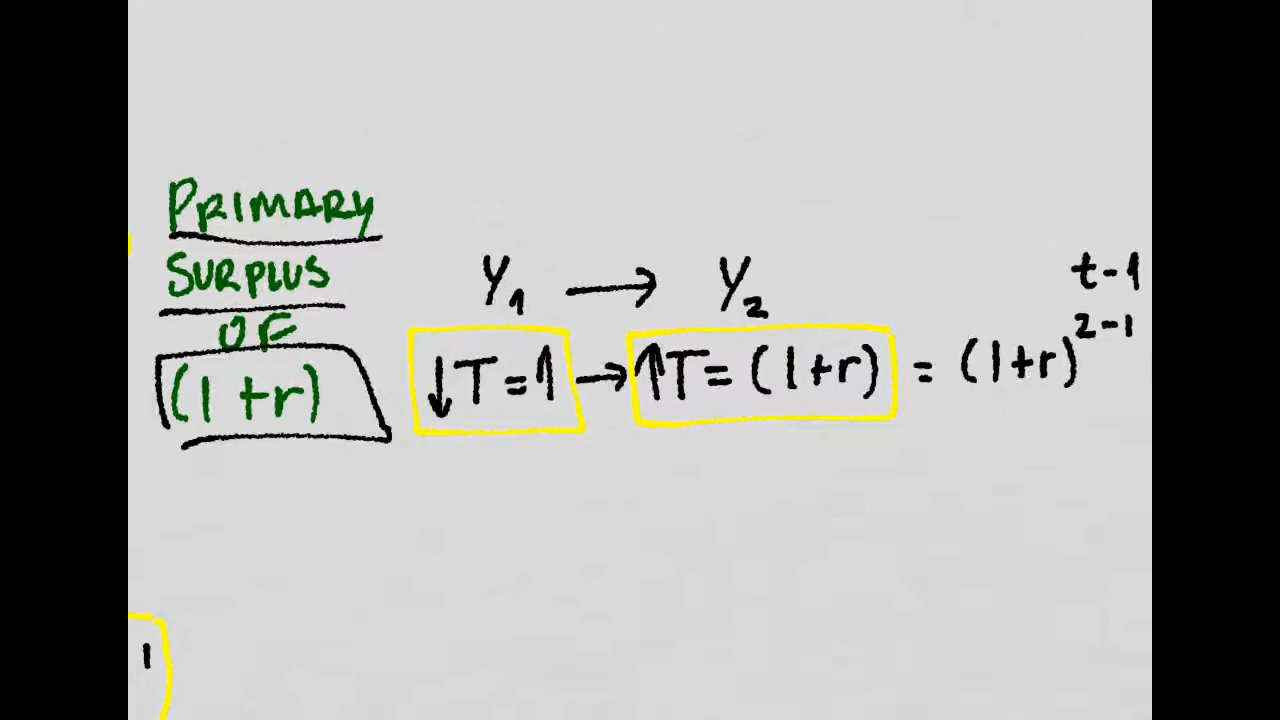 PRIMARY
SURPLUS
OF
(1+r)
Y₁ → Y₂
t-1
↓T=1 → ↑T=(1+r) = (1+r)²⁻¹
1